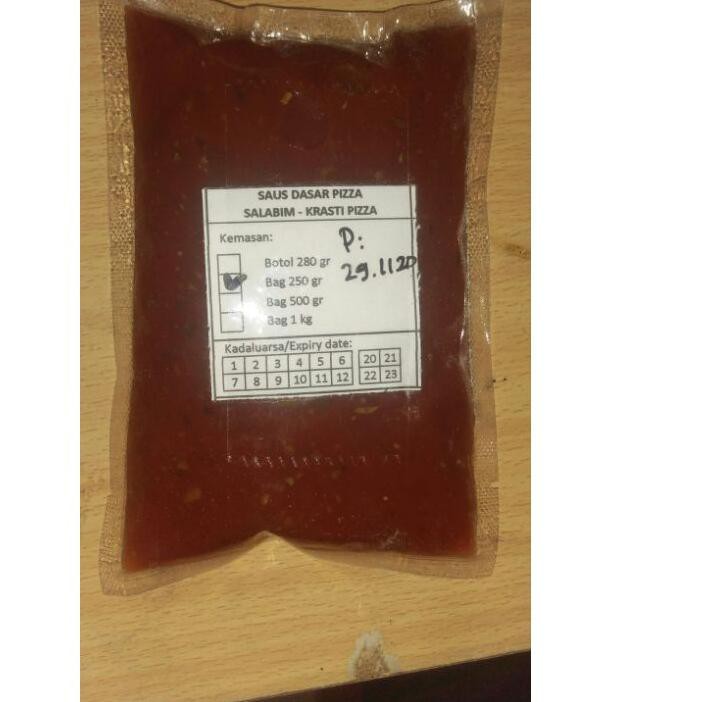 SAUS DASAR PIZZA
SALABIM - KRASTI PIZZA
Kemasan:
P:
29.1120
Botol 280 gr
Bag 250 gr
Bag 500 gr
Bag 1 kg
Kadaluarsa/Expiry date:
1 2 3 4 5 6 20 21
7 8 9 10 11 12 22 23